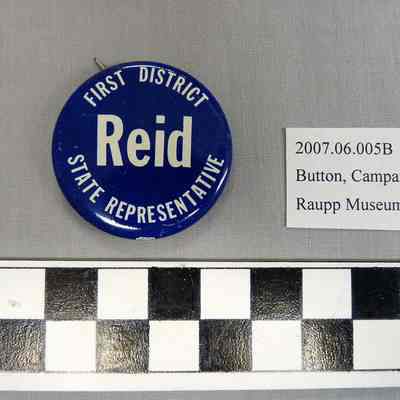 FIRST DISTRICT
Reid
STATE REPRESENTATIVE
2007.06.005B
Button, Campa
Raupp Museum